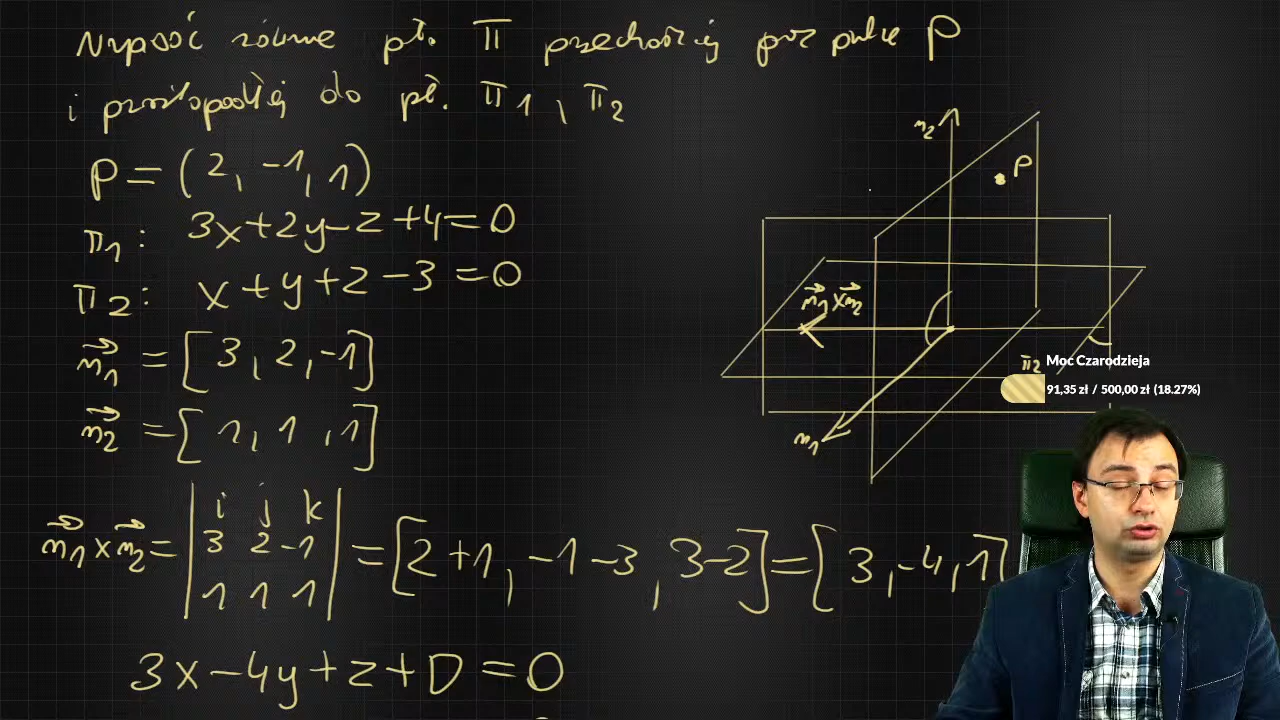 Napisać równanie pł. π przechodzącej przez punkt P
i prostopadłej do pł. π1, π2
P = (2, -1, 1)
π1: 3x+2y-z+4=0
π2: x+y+z-3=0
n1 = [3, 2, -1]
n2 = [1, 1, 1]
n1 × n2 = | i j k
3 2 -1
1 1 1 | = [2+1, -1-3, 3-2] = [3, -4, 1]
3x-4y+z+D=0
n2
P
n1 × n2
n1
π2
Moc Czarodzieja
91,35 zł / 500,00 zł (18.27%)